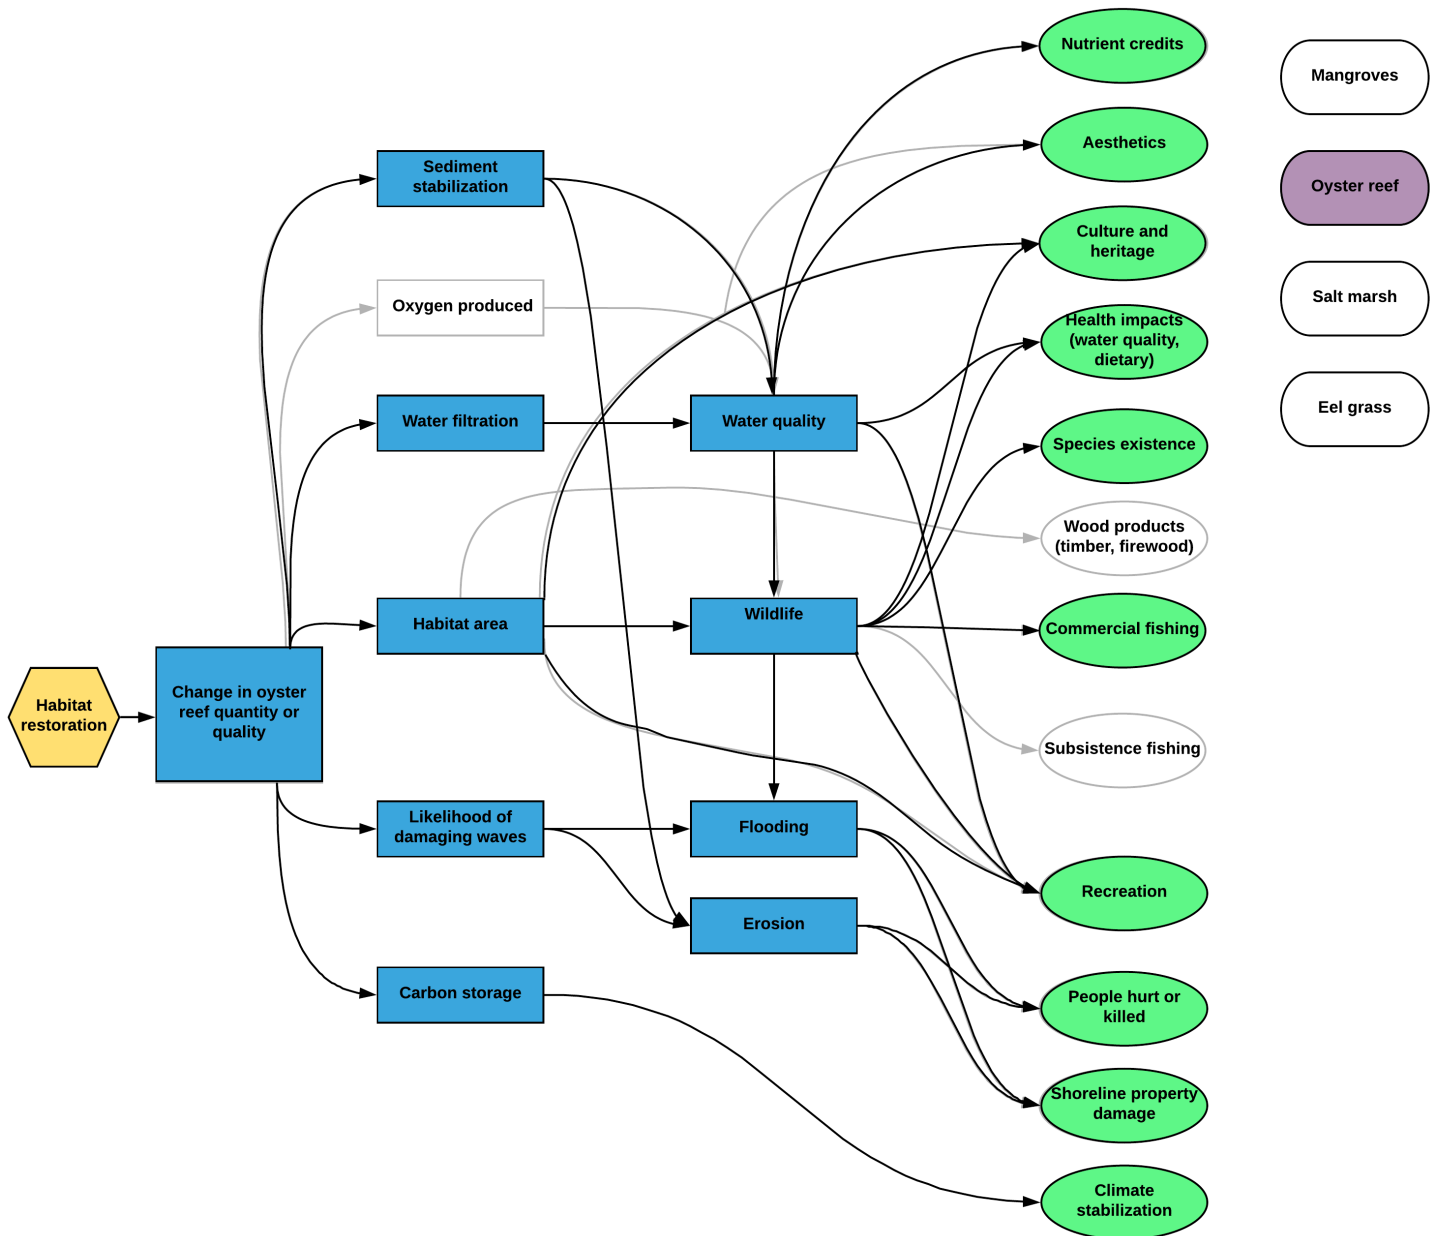 Habitat
restoration
Change in oyster
reef quantity or
quality
Sediment
stabilization
Oxygen produced
Water filtration
Habitat area
Likelihood of
damaging waves
Carbon storage
Water quality
Wildlife
Flooding
Erosion
Nutrient credits
Aesthetics
Culture and
heritage
Health impacts
(water quality,
dietary)
Species existence
Wood products
(timber, firewood)
Commercial fishing
Subsistence fishing
Recreation
People hurt or
killed
Shoreline property
damage
Climate
stabilization
Mangroves
Oyster reef
Salt marsh
Eel grass